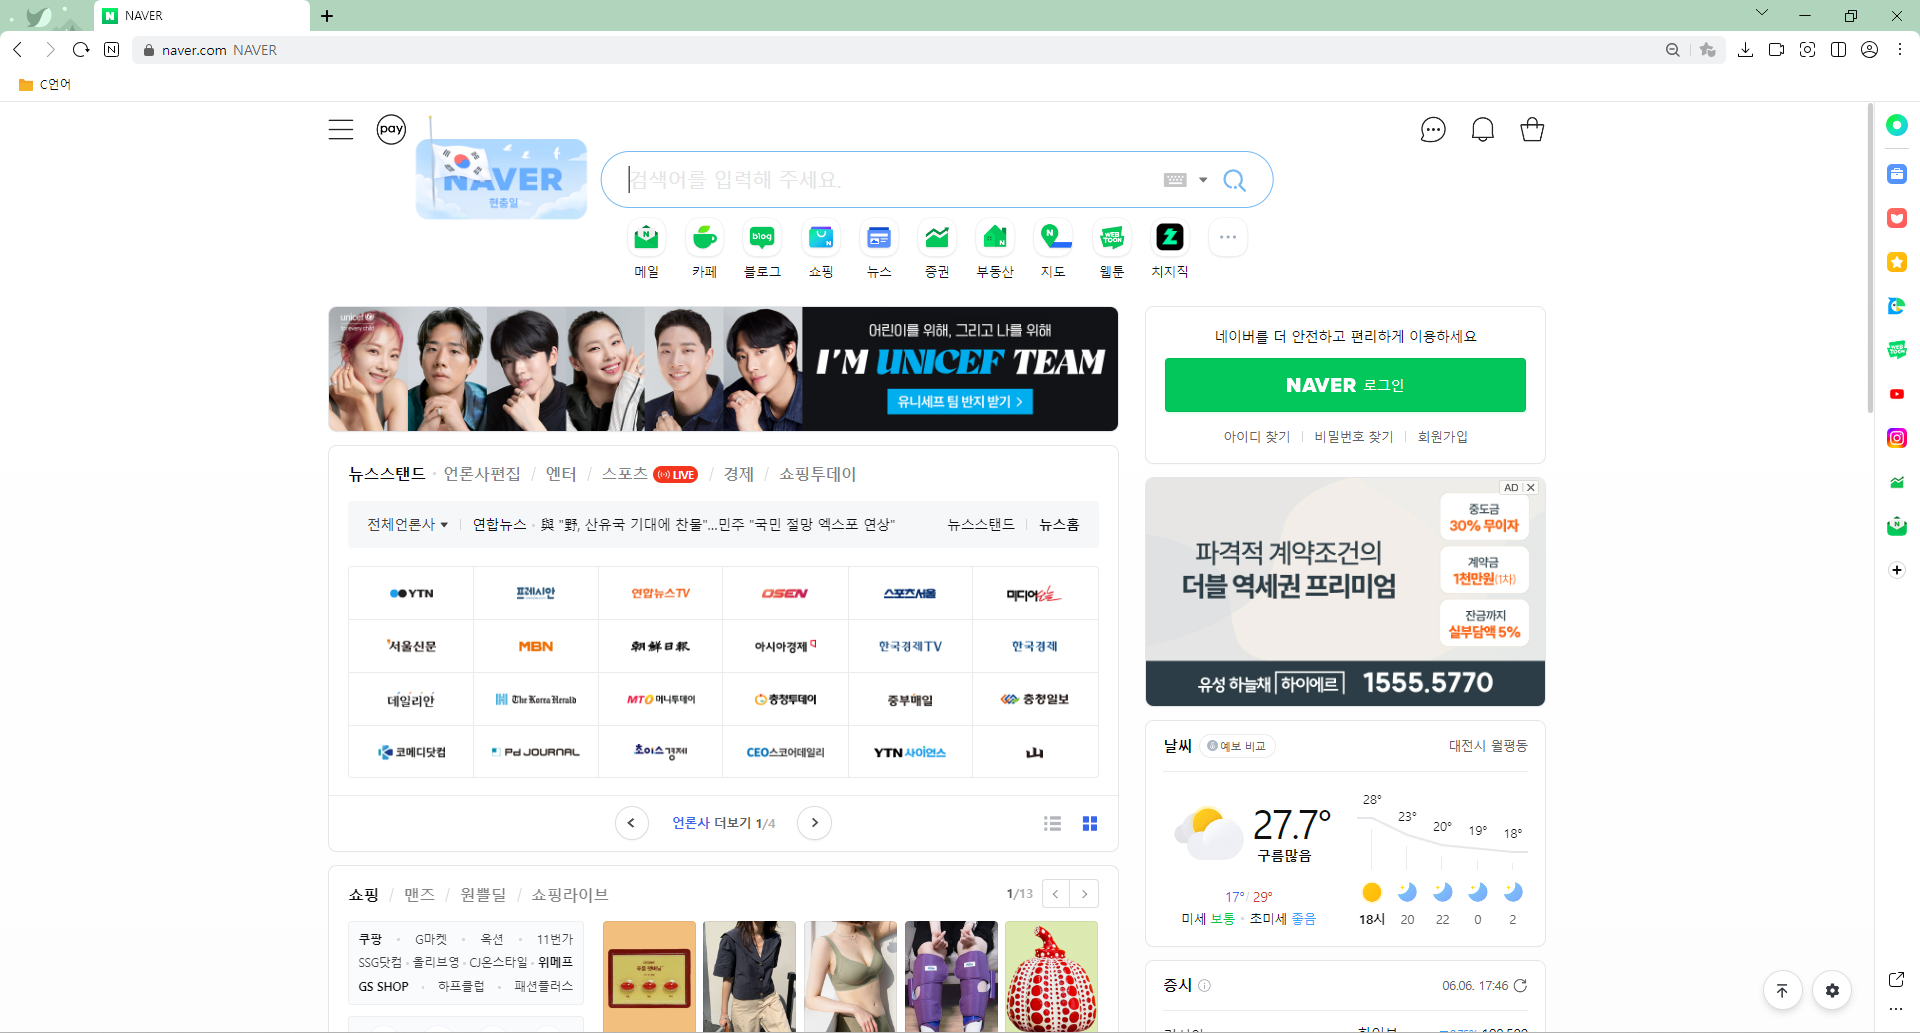 NAVER
naver.com NAVER
C언어
pay
NAVER
현충일
검색어를 입력해 주세요.
메일 카페 블로그 쇼핑 뉴스 증권 부동산 지도 웹툰 치지직
unicef
for every child
어린이를 위해, 그리고 나를 위해
I'M UNICEF TEAM
유니세프 팀 반지 받기 >
네이버를 더 안전하고 편리하게 이용하세요
NAVER 로그인
아이디 찾기 비밀번호 찾기 회원가입
뉴스스탠드 · 언론사편집 / 엔터 / 스포츠 LIVE / 경제 / 쇼핑투데이
전체언론사 연합뉴스 · 與 "野, 산유국 기대에 찬물"…민주 "국민 절망 엑스포 연상" 뉴스스탠드 뉴스홈
YTN 프레시안 연합뉴스TV OSEN 스포츠서울 미디어오늘
서울신문 MBN 朝鮮日報 아시아경제 한국경제TV 한국경제
데일리안 The Korea Herald MTO 머니투데이 충청투데이 중부매일 충청일보
코메디닷컴 Pd JOURNAL 초이스경제 CEO스코어데일리 YTN 사이언스
언론사 더보기 1/4
AD X
중도금
30% 무이자
계약금
1천만원(1차)
잔금까지
실부담액 5%
파격적 계약조건의
더블 역세권 프리미엄
유성 하늘채 하이에르 1555.5770
날씨 예보 비교 대전시 월평동
27.7°
구름많음
17° / 29°
미세 보통 · 초미세 좋음
28° 23° 20° 19° 18°
18시 20 22 0 2
쇼핑 / 맨즈 / 원쁠딜 / 쇼핑라이브 1/13
쿠팡 · G마켓 · 옥션 · 11번가
SSG닷컴 · 올리브영 · CJ온스타일 · 위메프
GS SHOP · 하프클럽 · 패션플러스
증시 06.06. 17:46